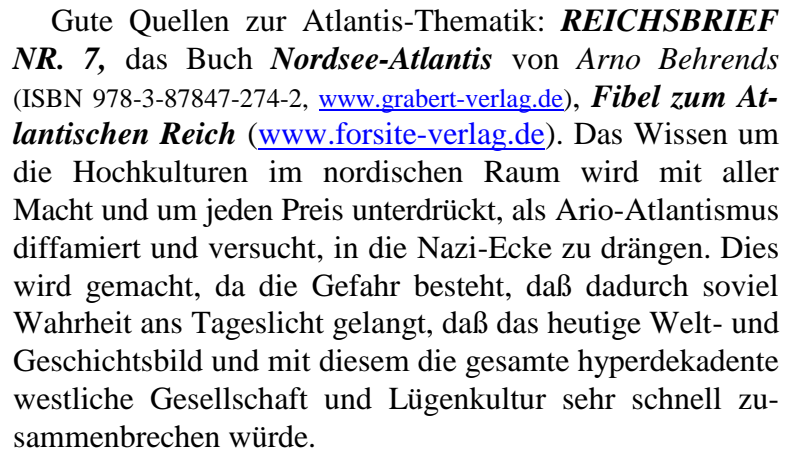 Gute Quellen zur Atlantis-Thematik: REICHSBRIEF
NR. 7, das Buch Nordsee-Atlantis von Arno Behrends
(ISBN 978-3-87847-274-2, www.grabert-verlag.de), Fibel zum At-
lantischen Reich (www.forsite-verlag.de). Das Wissen um
die Hochkulturen im nordischen Raum wird mit aller
Macht und um jeden Preis unterdrückt, als Ario-Atlantismus
diffamiert und versucht, in die Nazi-Ecke zu drängen. Dies
wird gemacht, da die Gefahr besteht, daß dadurch soviel
Wahrheit ans Tageslicht gelangt, daß das heutige Welt- und
Geschichtsbild und mit diesem die gesamte hyperdekadente
westliche Gesellschaft und Lügenkultur sehr schnell zu-
sammenbrechen würde.